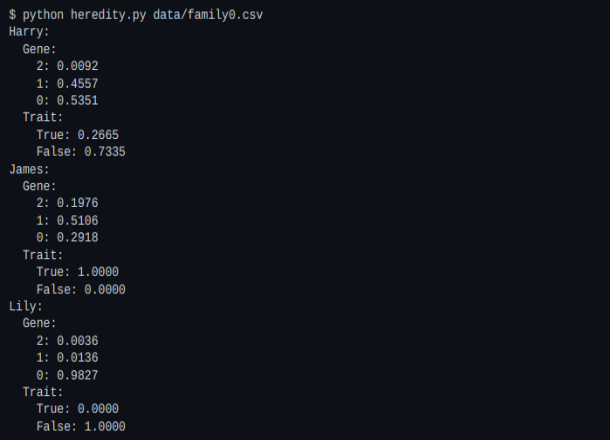 $ python heredity.py data/family0.csv
Harry:
  Gene:
    2: 0.0092
    1: 0.4557
    0: 0.5351
  Trait:
    True: 0.2665
    False: 0.7335
James:
  Gene:
    2: 0.1976
    1: 0.5106
    0: 0.2918
  Trait:
    True: 1.0000
    False: 0.0000
Lily:
  Gene:
    2: 0.0036
    1: 0.0136
    0: 0.9827
  Trait:
    True: 0.0000
    False: 1.0000